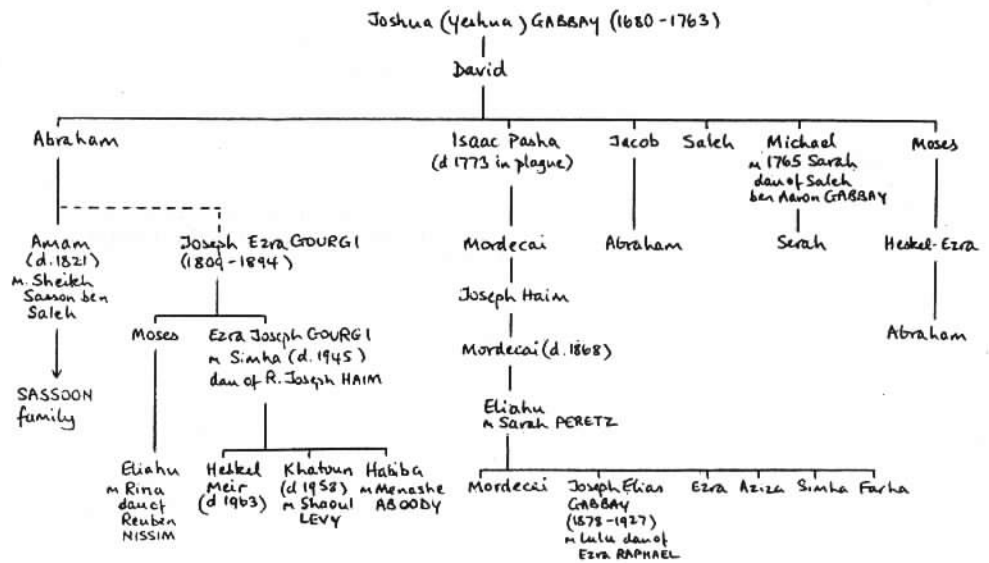 Joshua (Yeshua) GABBAY (1680-1763)
David
Abraham
Isaac Pasha
(d 1773 in plague)
Jacob
Saleh
Michael
m 1765 Sarah
dau of Saleh
ben Aaron GABBAY
Moses
Amam
(d. 1821)
m. Sheikh
Sasson ben
Saleh
Joseph Ezra GOURGI
(1809-1894)
Mordecai
Abraham
Serah
Heskel-Ezra
Joseph Haim
Moses
Ezra Joseph GOURGI
m Simha (d. 1945)
dau of R. Joseph HAIM
Mordecai (d. 1868)
Abraham
SASSOON
family
Eliahu
m Sarah PERETZ
Eliahu
m Rina
dau of
Reuben
NISSIM
Heskel
Meir
(d 1963)
Khatoun
(d 1958)
m Shaoul
LEVY
Habiba
m Menashe
ABOODY
Mordecai
Joseph Elias
GABBAY
(1878-1927)
m Lulu dau of
Ezra RAPHAEL
Ezra
Aziza
Simha
Farha